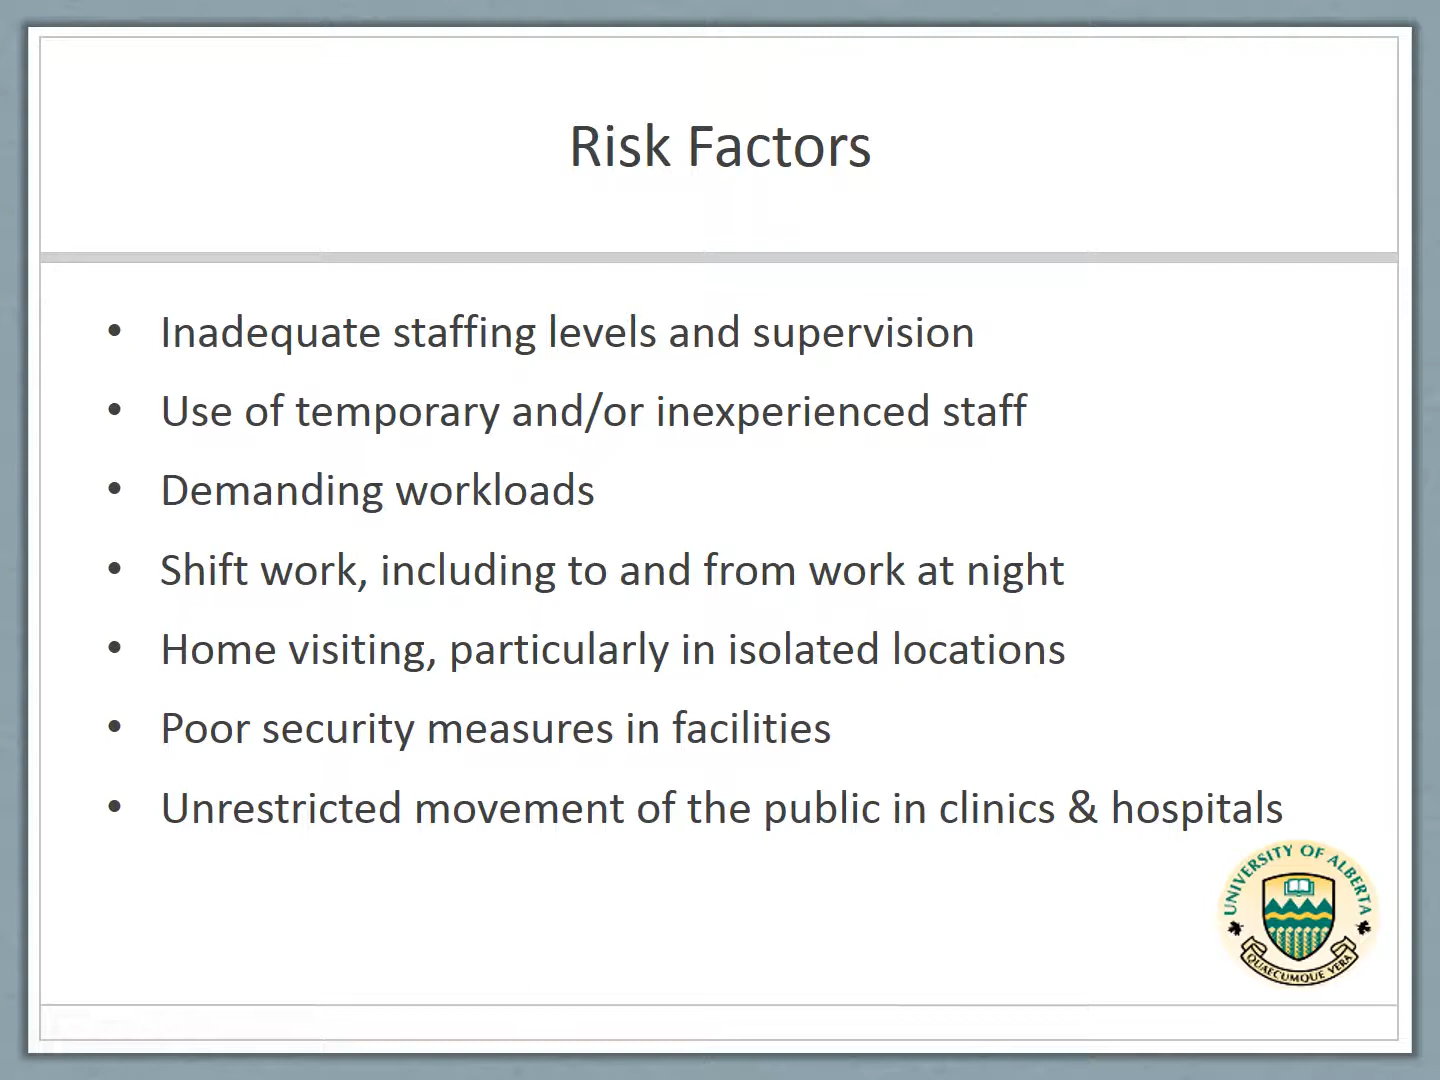 Risk Factors
• Inadequate staffing levels and supervision
• Use of temporary and/or inexperienced staff
• Demanding workloads
• Shift work, including to and from work at night
• Home visiting, particularly in isolated locations
• Poor security measures in facilities
• Unrestricted movement of the public in clinics & hospitals
UNIVERSITY OF ALBERTA
QUAECUMQUE VERA